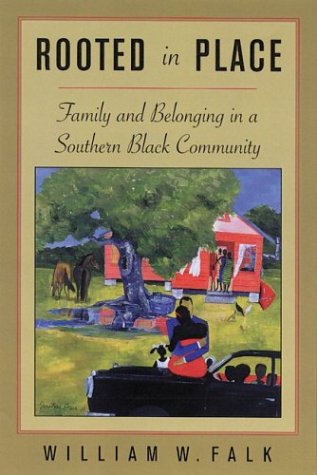 ROOTED in PLACE
Family and Belonging in a
Southern Black Community
WILLIAM W. FALK